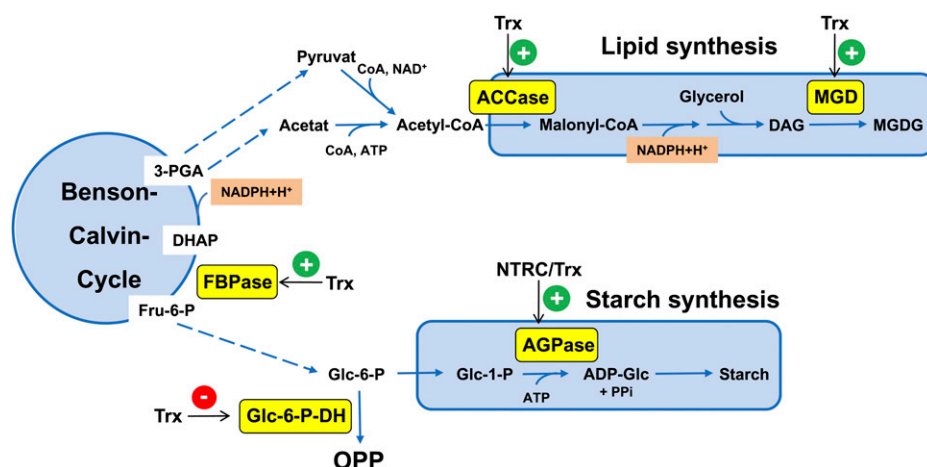 Trx
Lipid synthesis
Trx
Pyruvat
CoA, NAD⁺
ACCase
MGD
Glycerol
Acetat
Acetyl-CoA
Malonyl-CoA
DAG
MGDG
CoA, ATP
NADPH+H⁺
3-PGA
NADPH+H⁺
Benson-
Calvin-
Cycle
DHAP
FBPase
Trx
Fru-6-P
NTRC/Trx
Starch synthesis
AGPase
Glc-6-P
Glc-1-P
ADP-Glc
+ PPi
Starch
ATP
Trx
Glc-6-P-DH
OPP
+
+
+
+
-